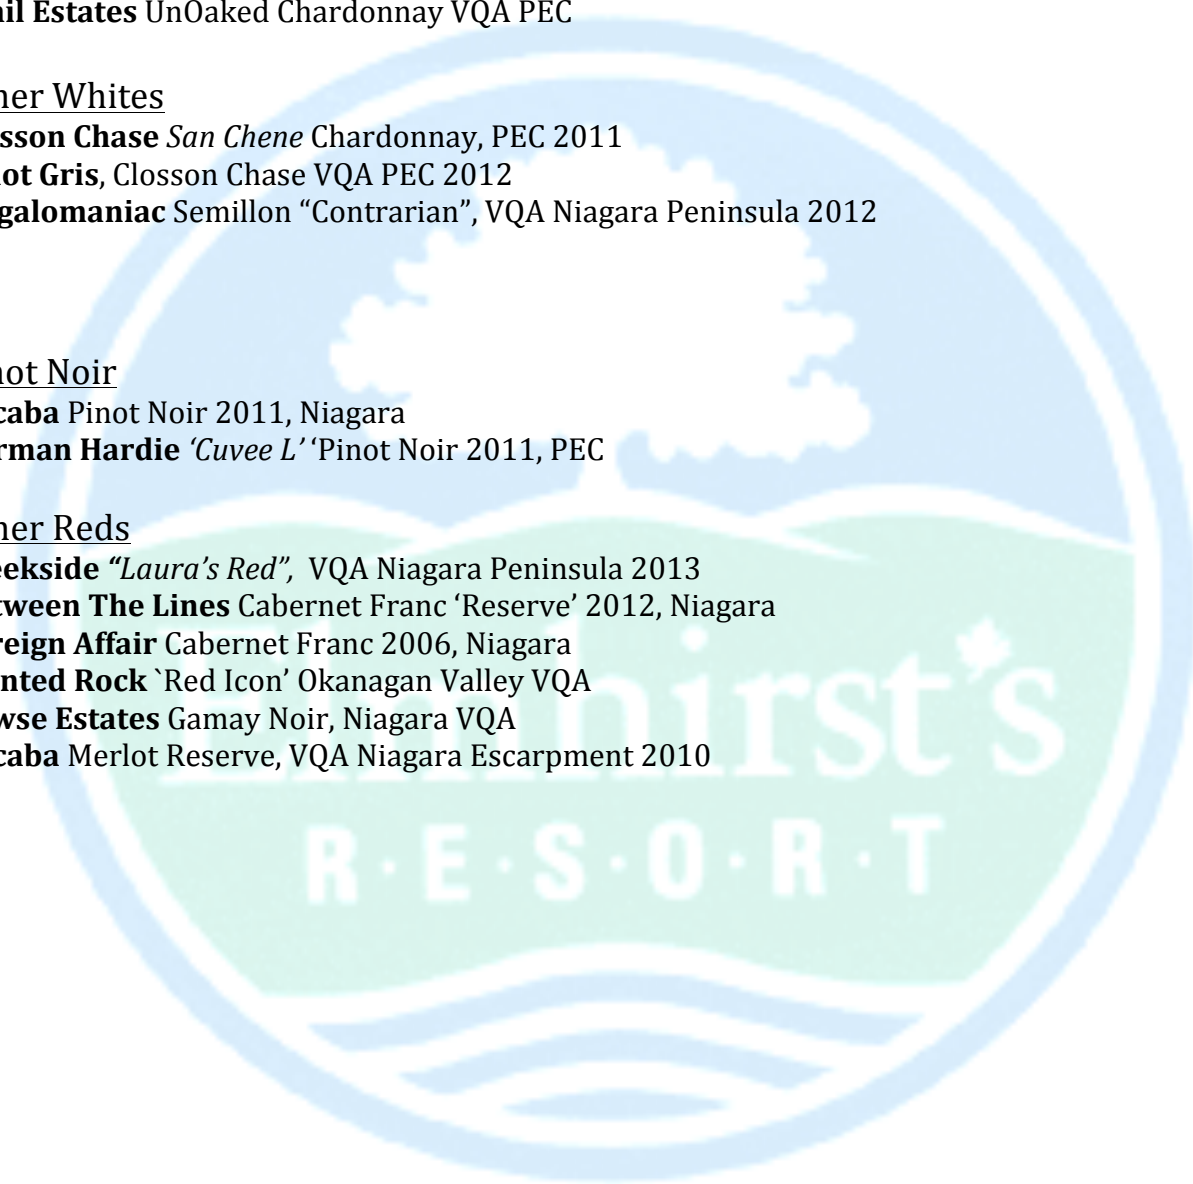 il Estates UnOaked Chardonnay VQA PEC
her Whites
sson Chase San Chene Chardonnay, PEC 2011
ot Gris, Closson Chase VQA PEC 2012
galomaniac Semillon “Contrarian”, VQA Niagara Peninsula 2012
not Noir
caba Pinot Noir 2011, Niagara
rman Hardie ‘Cuvee L’ ‘Pinot Noir 2011, PEC
her Reds
eekside “Laura’s Red”, VQA Niagara Peninsula 2013
tween The Lines Cabernet Franc ‘Reserve’ 2012, Niagara
reign Affair Cabernet Franc 2006, Niagara
nted Rock `Red Icon’ Okanagan Valley VQA
wse Estates Gamay Noir, Niagara VQA
caba Merlot Reserve, VQA Niagara Escarpment 2010
Elmhirst's
R·E·S·O·R·T